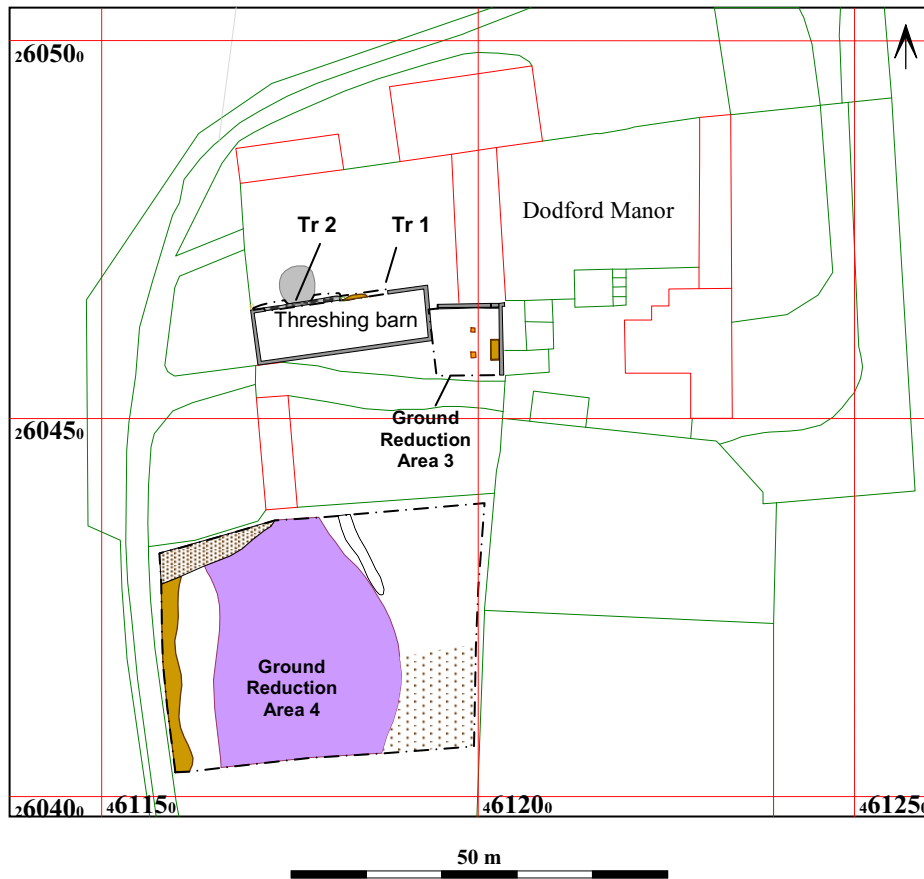 26050₀
Dodford Manor
Tr 2
Tr 1
Threshing barn
Ground
Reduction
Area 3
26045₀
Ground
Reduction
Area 4
26040₀
46115₀
46120₀
46125₀
50 m